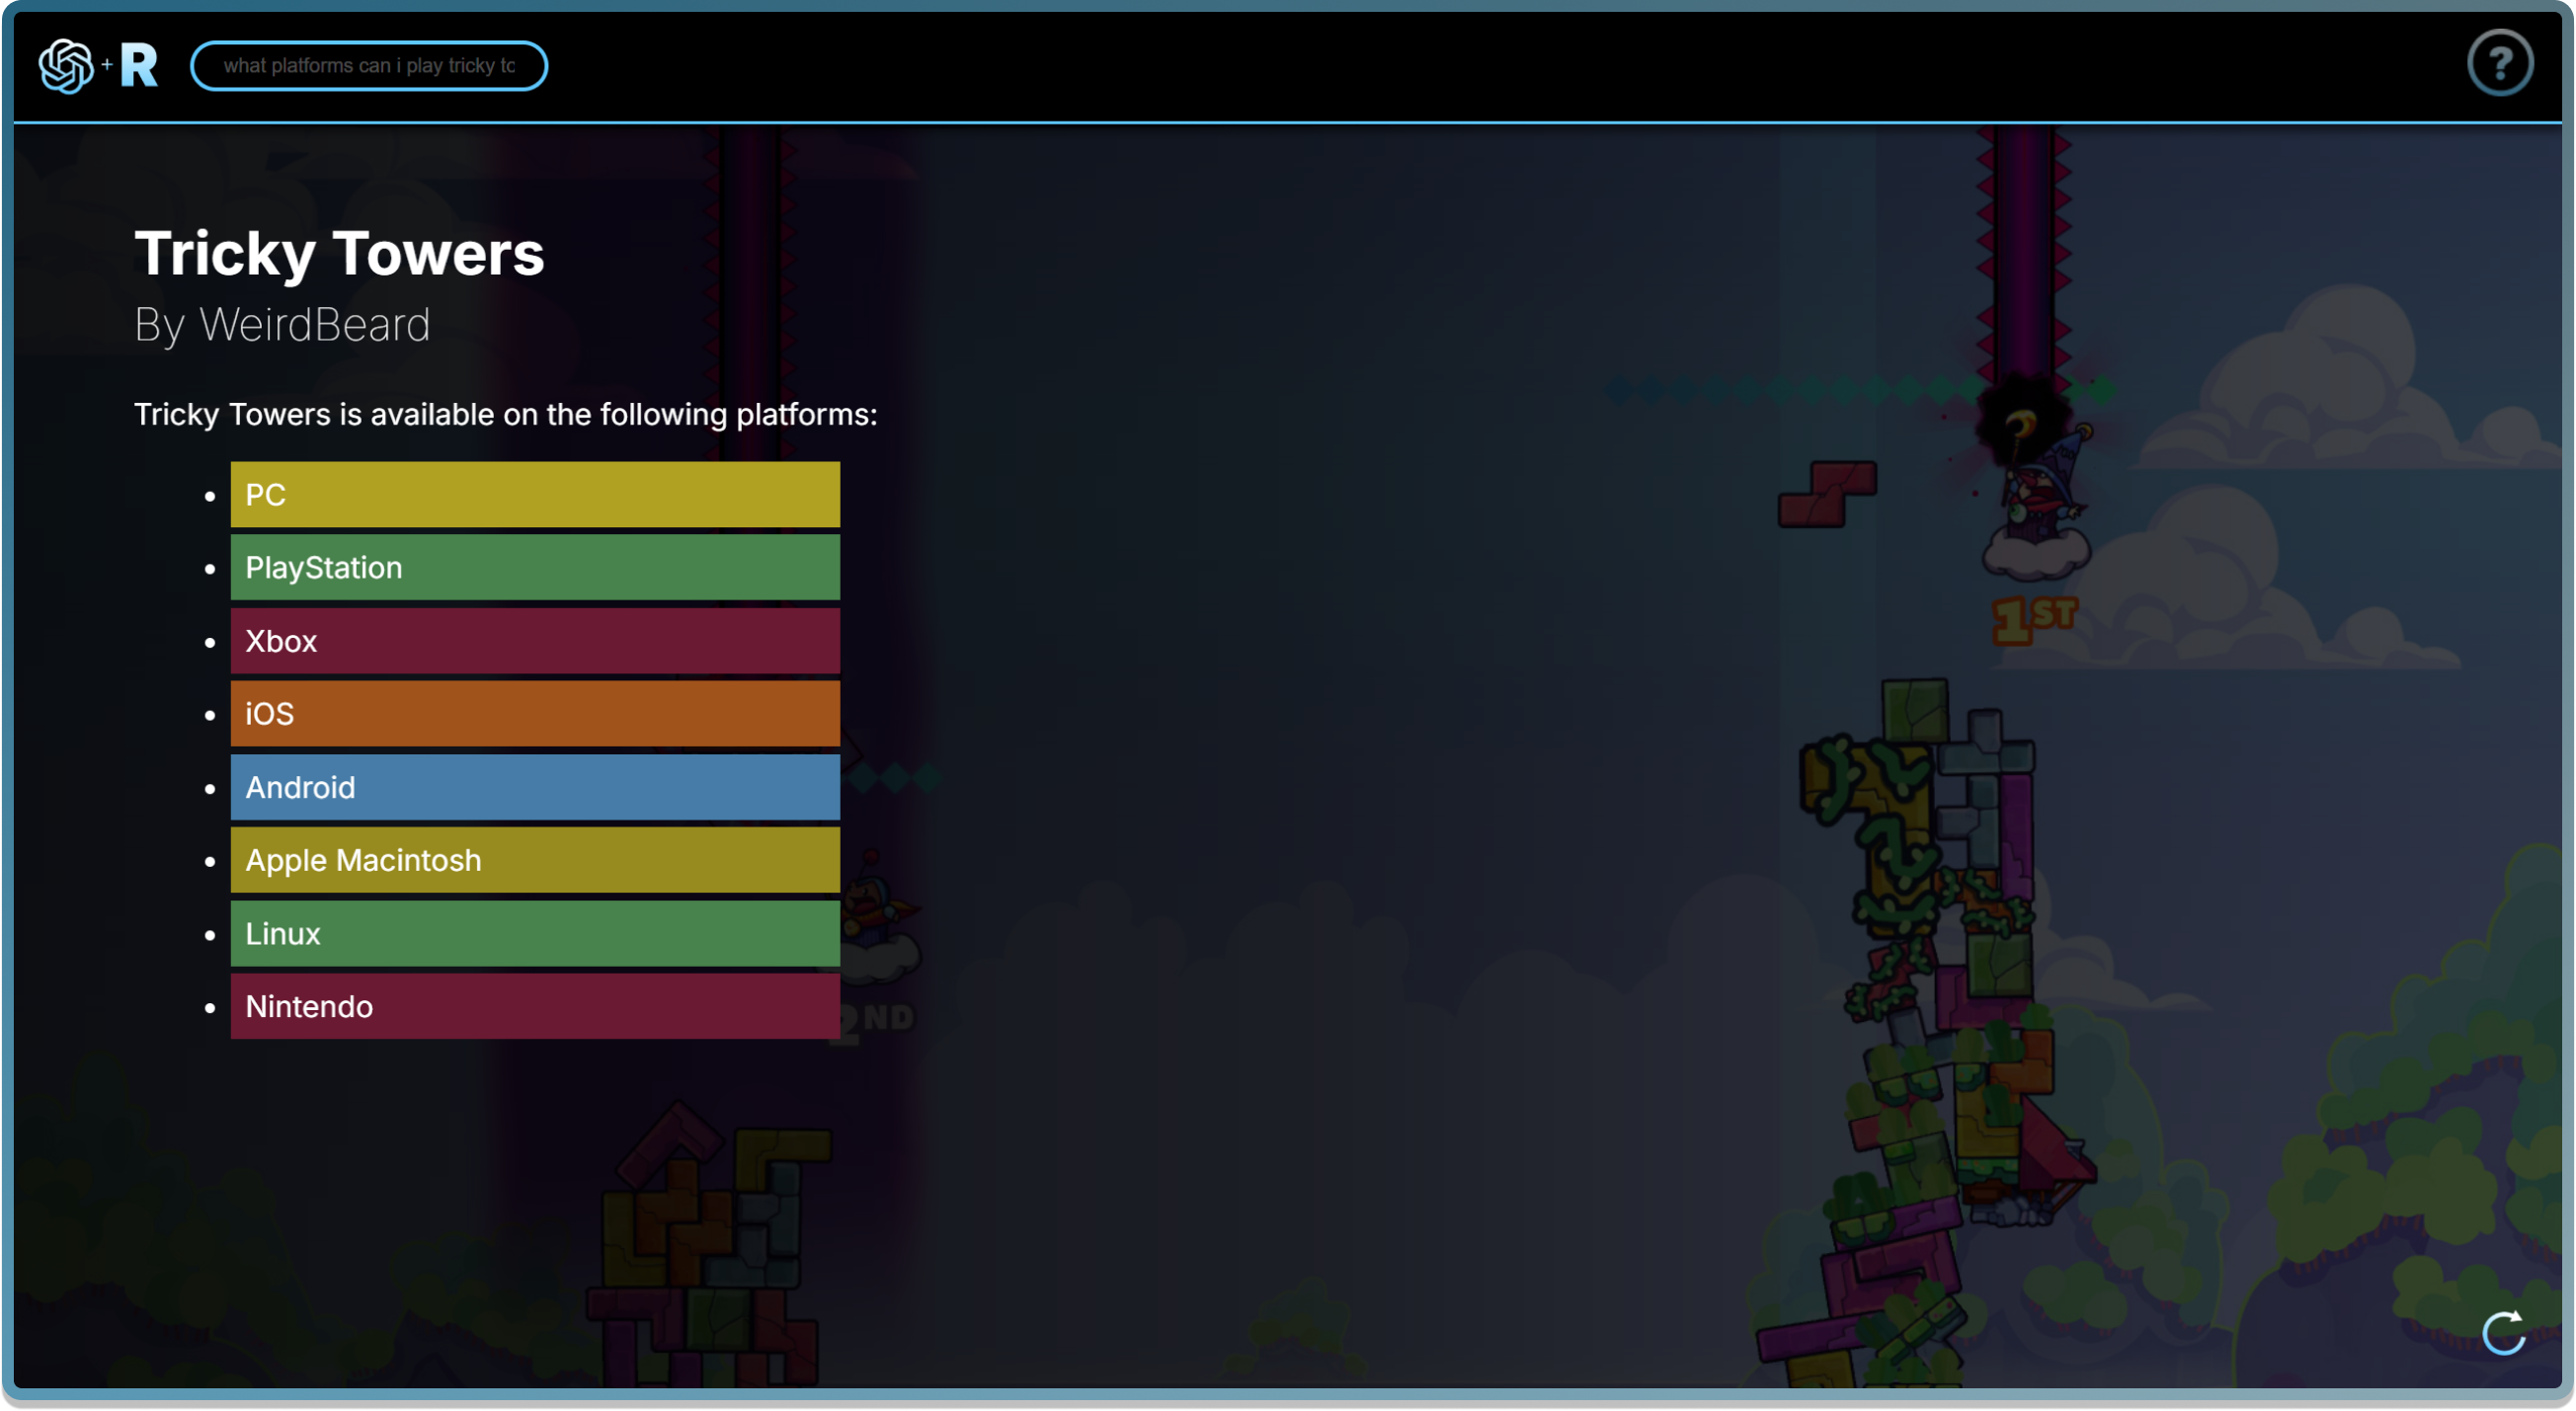 + R
what platforms can i play tricky to
?
Tricky Towers
By WeirdBeard
Tricky Towers is available on the following platforms:
• PC
• PlayStation
• Xbox
• iOS
• Android
• Apple Macintosh
• Linux
• Nintendo
1ST
2ND